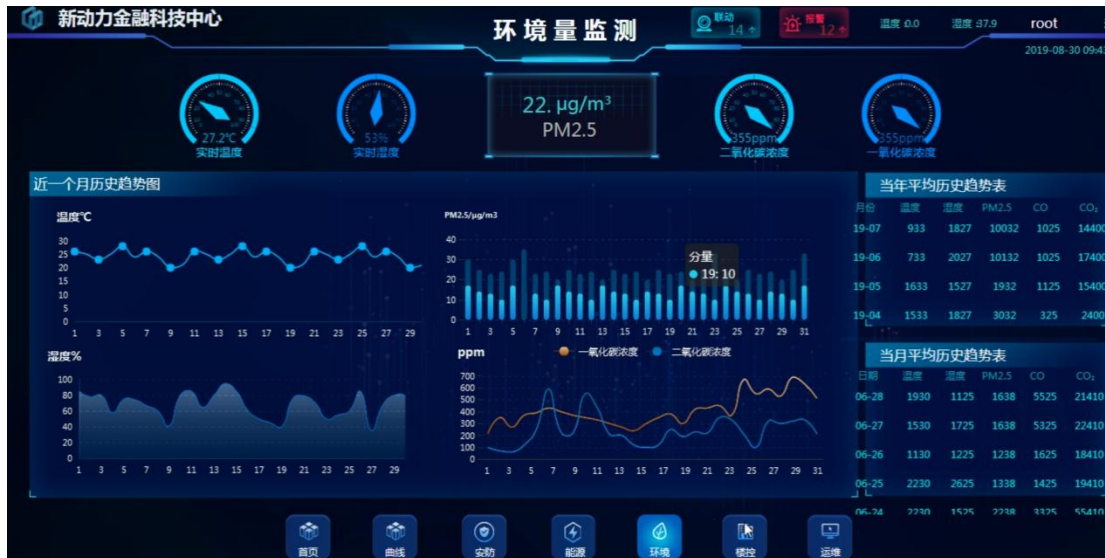 新动力金融科技中心
环境量监测
联动
14
报警
12
温度:0.0
湿度:37.9
root
2019-08-30 09:43
27.2℃
实时温度
53%
实时湿度
22. μg/m³
PM2.5
355ppm
二氧化碳浓度
355ppm
一氧化碳浓度
近一个月历史趋势图
温度℃
30
25
20
15
10
5
0
1 3 5 7 9 11 13 15 17 19 21 23 25 27 29
PM2.5/μg/m3
40
30
20
10
0
分量
19: 10
1 3 5 7 9 11 13 15 17 19 21 23 25 27 29 31
湿度%
100
80
60
40
20
0
1 3 5 7 9 11 13 15 17 19 21 23 25 27 29
ppm
一氧化碳浓度 二氧化碳浓度
700
600
500
400
300
200
100
0
1 3 5 7 9 11 13 15 17 19 21 23 25 27 29 31
当年平均历史趋势表
月份 温度 湿度 PM2.5 CO CO₂
19-07 933 1827 10032 1025 14400
19-06 733 2027 10132 1025 17400
19-05 1633 1527 1932 1125 15400
19-04 1533 1827 3032 325 2400
当月平均历史趋势表
日期 温度 湿度 PM2.5 CO CO₂
06-28 1930 1125 1638 5525 21410
06-27 1530 1725 1638 5325 22410
06-26 1130 1225 1238 1625 18410
06-25 2230 2625 1338 1425 19410
06-24 2230 1525 2238 3325 55410
首页
曲线
安防
能源
环境
楼控
运维